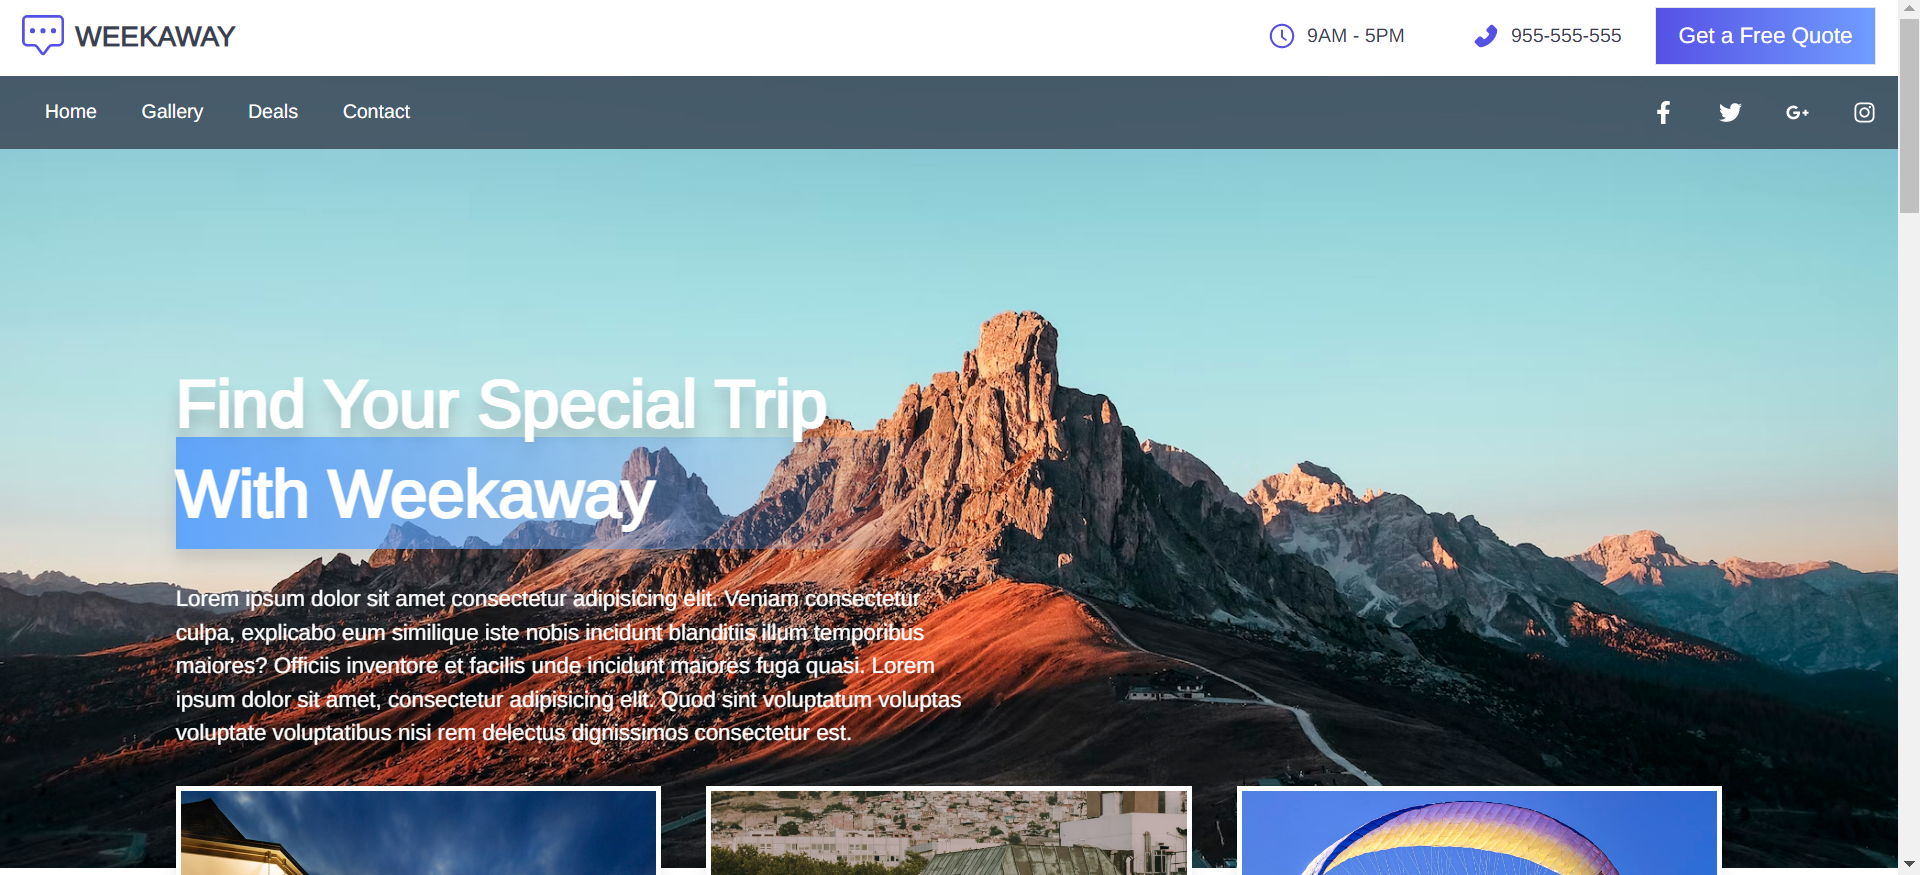 WEEKAWAY
9AM - 5PM
955-555-555
Get a Free Quote
Home
Gallery
Deals
Contact
Find Your Special Trip
With Weekaway
Lorem ipsum dolor sit amet consectetur adipisicing elit. Veniam consectetur
culpa, explicabo eum similique iste nobis incidunt blanditiis illum temporibus
maiores? Officiis inventore et facilis unde incidunt maiores fuga quasi. Lorem
ipsum dolor sit amet, consectetur adipisicing elit. Quod sint voluptatum voluptas
voluptate voluptatibus nisi rem delectus dignissimos consectetur est.